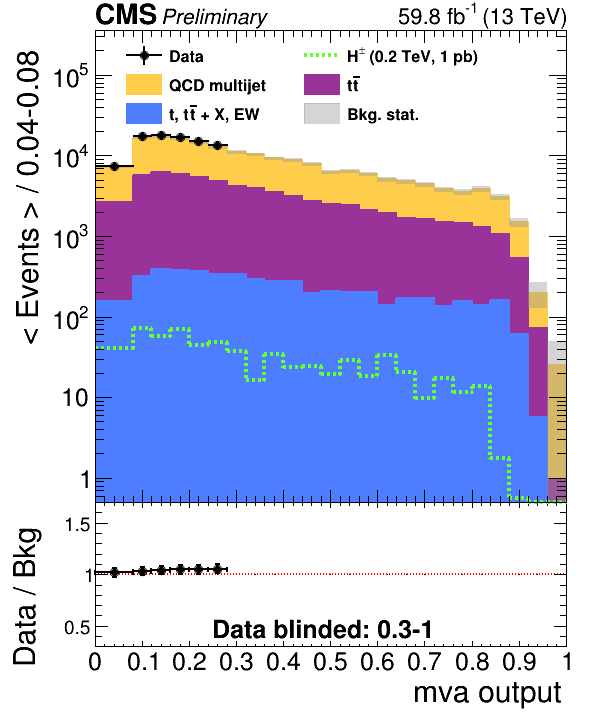 CMS Preliminary 59.8 fb⁻¹ (13 TeV)
Data
H± (0.2 TeV, 1 pb)
QCD multijet
tt̄
t, tt̄ + X, EW
Bkg. stat.
< Events > / 0.04-0.08
10⁵
10⁴
10³
10²
10
1
Data / Bkg
1.5
1
0.5
Data blinded: 0.3-1
0 0.1 0.2 0.3 0.4 0.5 0.6 0.7 0.8 0.9 1
mva output